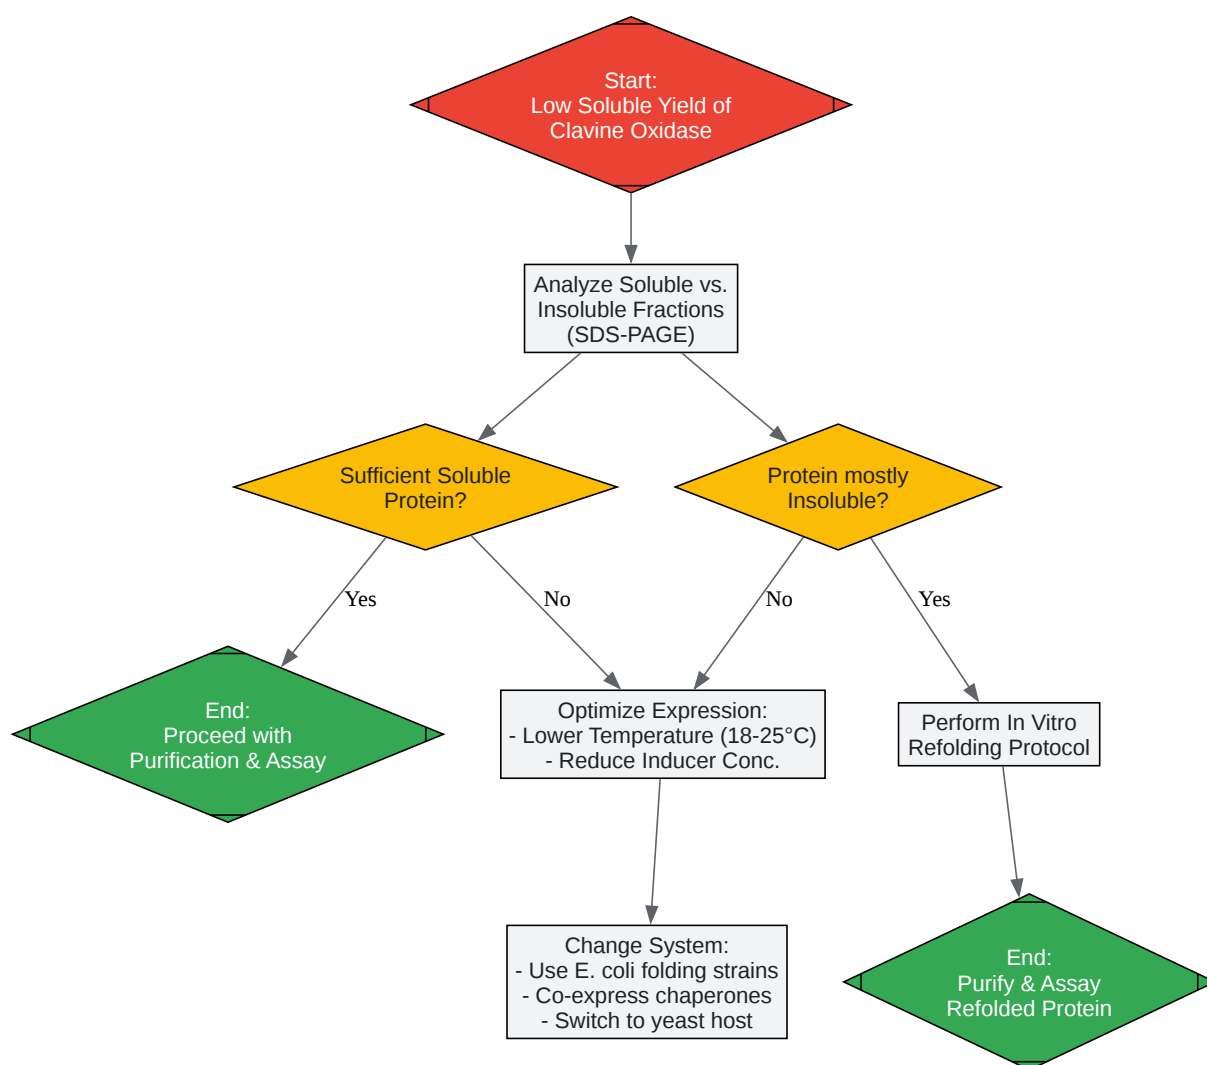 Start:
Low Soluble Yield of
Clavine Oxidase
Analyze Soluble vs.
Insoluble Fractions
(SDS-PAGE)
Sufficient Soluble
Protein?
Protein mostly
Insoluble?
Yes
No
No
Yes
End:
Proceed with
Purification & Assay
Optimize Expression:
- Lower Temperature (18-25°C)
- Reduce Inducer Conc.
Perform In Vitro
Refolding Protocol
Change System:
- Use E. coli folding strains
- Co-express chaperones
- Switch to yeast host
End:
Purify & Assay
Refolded Protein